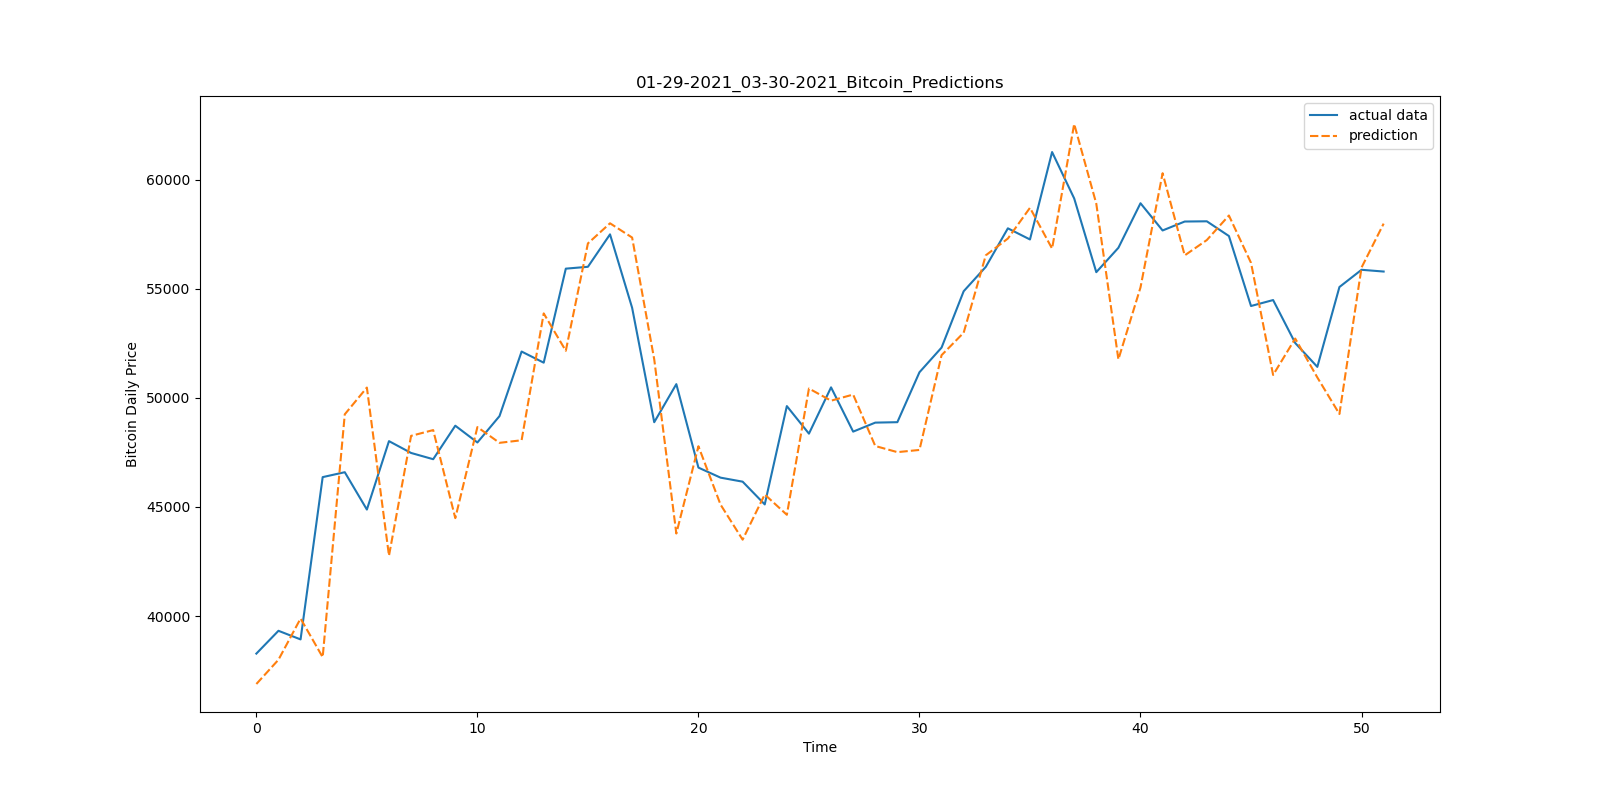 01-29-2021_03-30-2021_Bitcoin_Predictions
actual data
prediction
Bitcoin Daily Price
60000
55000
50000
45000
40000
0 10 20 30 40 50
Time